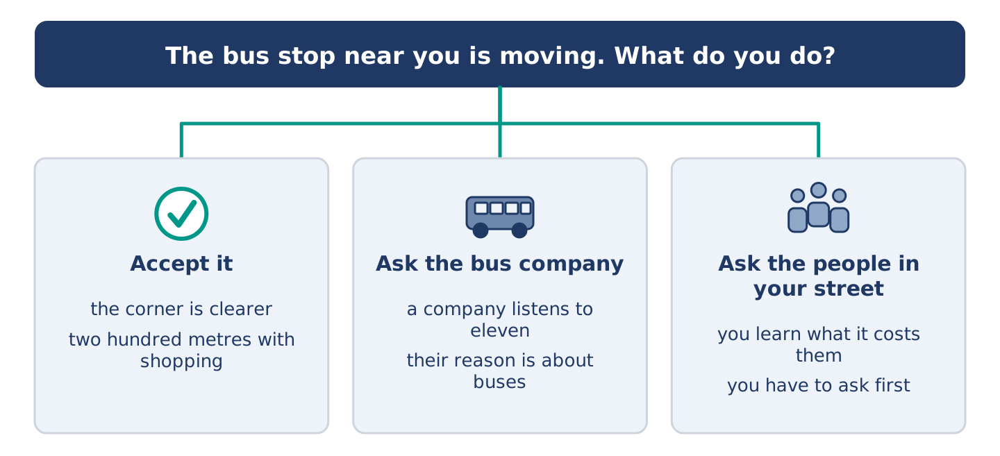 The bus stop near you is moving. What do you do?
Accept it
the corner is clearer
two hundred metres with
shopping
Ask the bus company
a company listens to
eleven
their reason is about
buses
Ask the people in
your street
you learn what it costs
them
you have to ask first